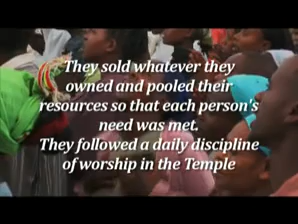 They sold whatever they
owned and pooled their
resources so that each person's
need was met.
They followed a daily discipline
of worship in the Temple